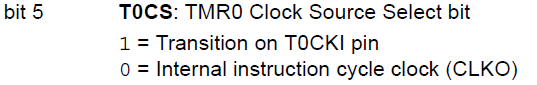 bit 5 T0CS: TMR0 Clock Source Select bit
1 = Transition on T0CKI pin
0 = Internal instruction cycle clock (CLKO)